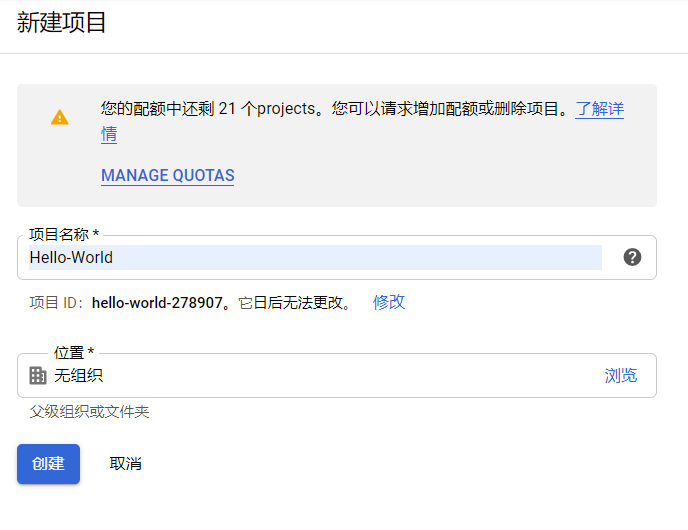 新建项目
您的配额中还剩 21 个projects。您可以请求增加配额或删除项目。了解详
情
MANAGE QUOTAS
项目名称 *
Hello-World
项目 ID：hello-world-278907。它日后无法更改。 修改
位置 *
无组织 浏览
父级组织或文件夹
创建 取消